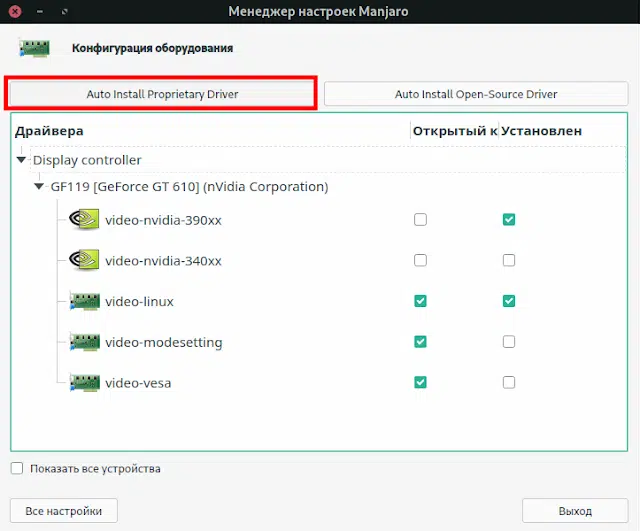 Менеджер настроек Manjaro
Конфигурация оборудования
Auto Install Proprietary Driver Auto Install Open-Source Driver
Драйвера Открытый к Установлен
Display controller
GF119 [GeForce GT 610] (nVidia Corporation)
video-nvidia-390xx
video-nvidia-340xx
video-linux
video-modesetting
video-vesa
Показать все устройства
Все настройки Выход